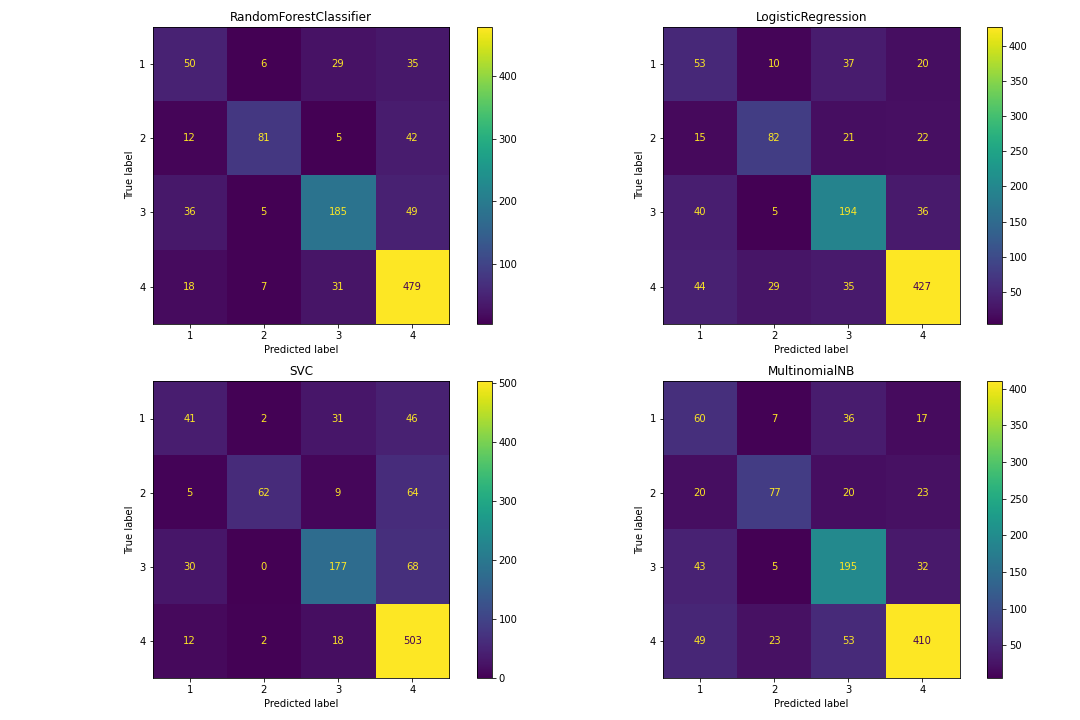 RandomForestClassifier
True label
1 50 6 29 35
2 12 81 5 42
3 36 5 185 49
4 18 7 31 479
1 2 3 4
Predicted label
400
300
200
100
LogisticRegression
True label
1 53 10 37 20
2 15 82 21 22
3 40 5 194 36
4 44 29 35 427
1 2 3 4
Predicted label
400
350
300
250
200
150
100
50
SVC
True label
1 41 2 31 46
2 5 62 9 64
3 30 0 177 68
4 12 2 18 503
1 2 3 4
Predicted label
500
400
300
200
100
0
MultinomialNB
True label
1 60 7 36 17
2 20 77 20 23
3 43 5 195 32
4 49 23 53 410
1 2 3 4
Predicted label
400
350
300
250
200
150
100
50